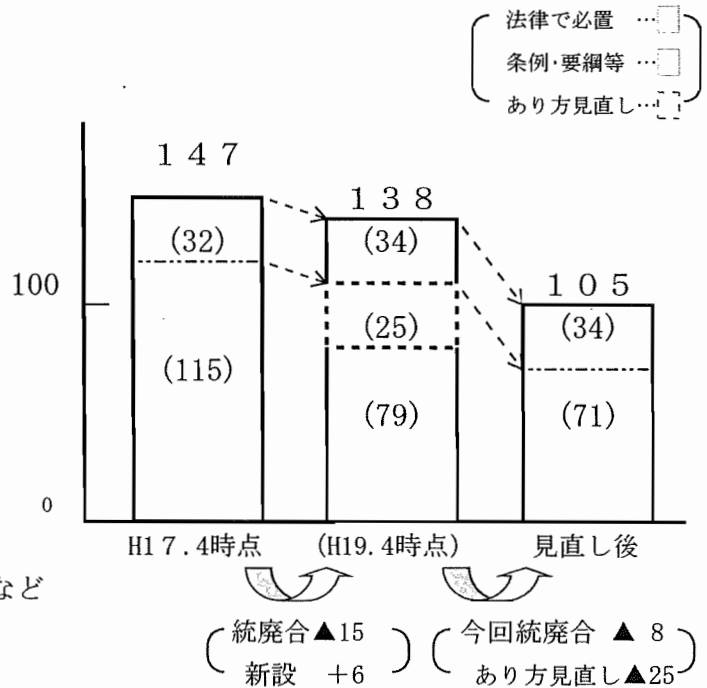 法律で必置 …
条例・要綱等 …
あり方見直し…
147
138
105
100
(32)
(34)
(34)
(25)
(115)
(79)
(71)
0
H17.4時点
(H19.4時点)
見直し後
など
統廃合▲15
新設 +6
今回統廃合 ▲ 8
あり方見直し▲25